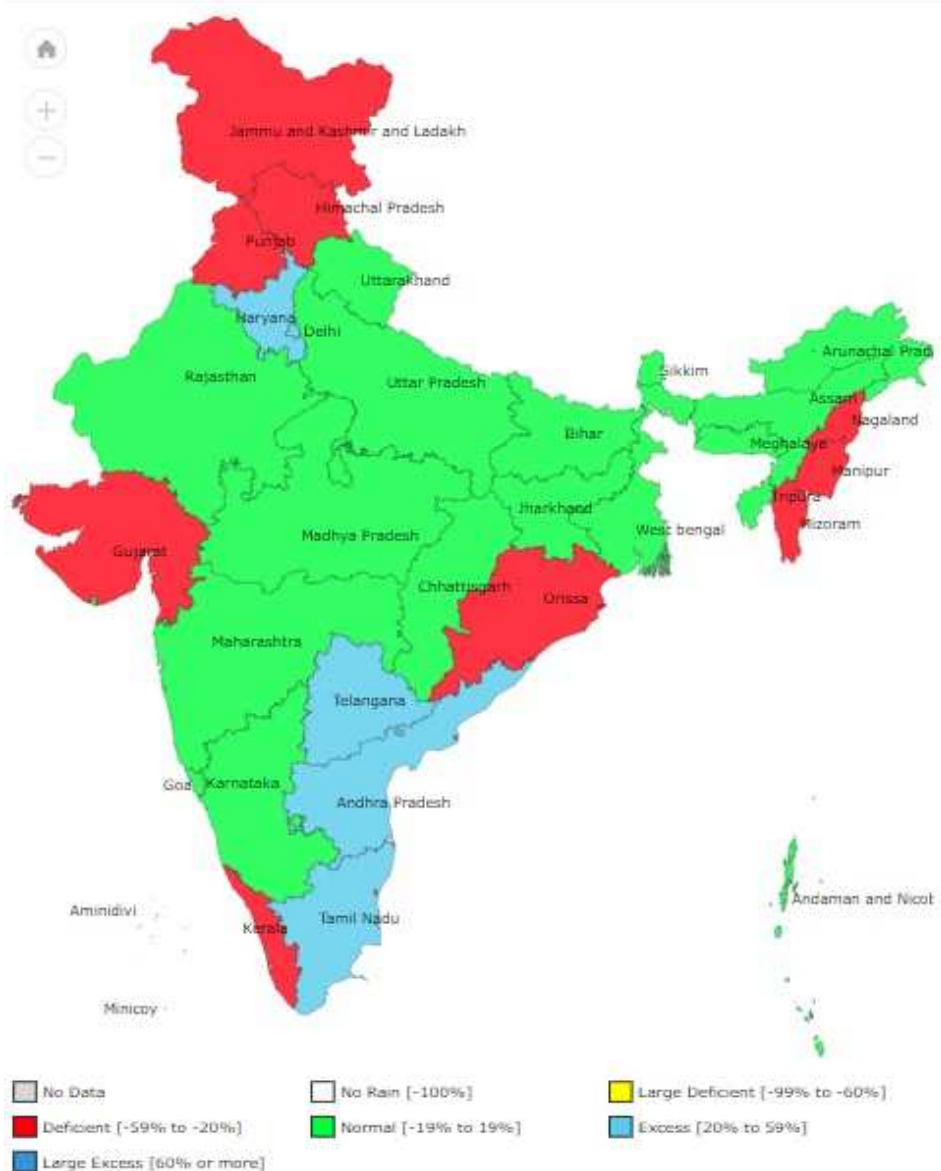 Jammu and Kashmir and Ladakh
Himachal Pradesh
Punjab
Uttarakhand
Haryana
Delhi
Rajasthan
Uttar Pradesh
Sikkim
Arunachal Prad
Assam
Nagaland
Bihar
Meghalaya
Manipur
Tripura
Jharkhand
Mizoram
West bengal
Madhya Pradesh
Gujarat
Chhattisgarh
Orissa
Maharashtra
Telangana
Goa
Karnataka
Andhra Pradesh
Andaman and Nicob
Aminidivi
Tamil Nadu
Kerala
Minicoy
No Data
No Rain [-100%]
Large Deficient [-99% to -60%]
Deficient [-59% to -20%]
Normal [-19% to 19%]
Excess [20% to 59%]
Large Excess [60% or more]